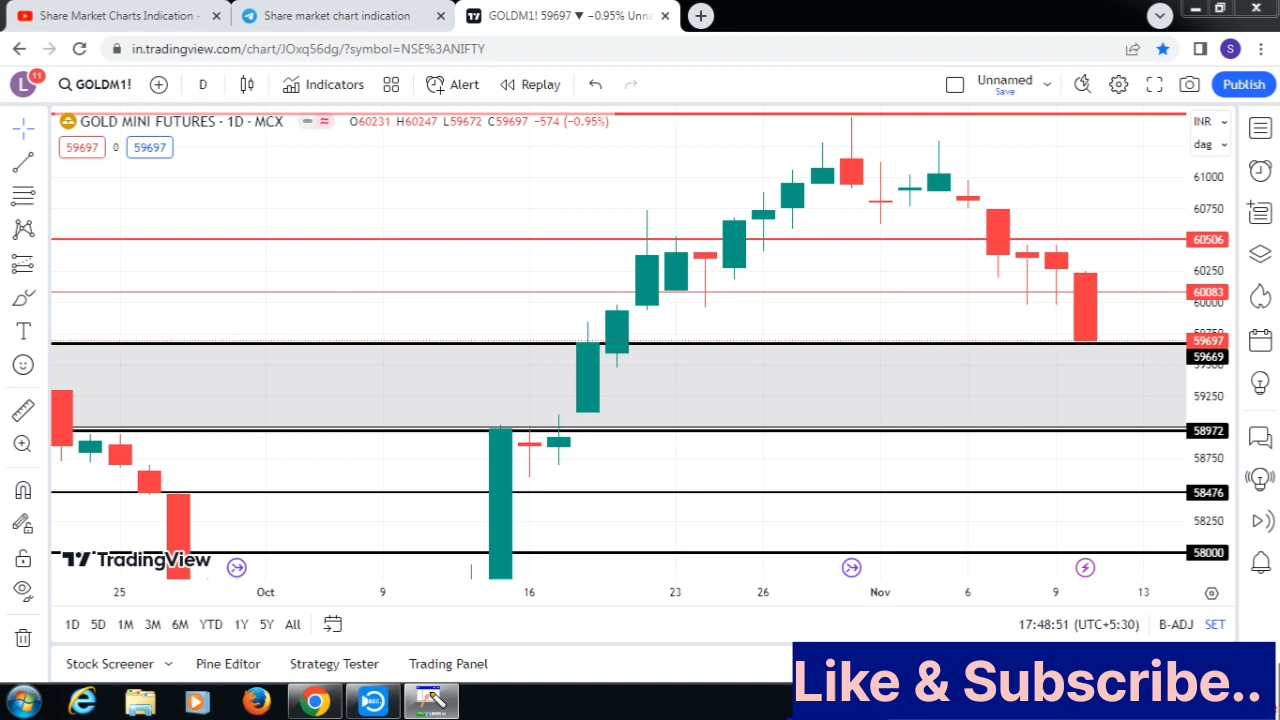 Share Market Charts Indication -
Share market chart indication
GOLDM1! 59697 ▼ −0.95% Unna
in.tradingview.com/chart/JOxq56dg/?symbol=NSE%3ANIFTY
S
L
11
GOLDM1!
D
Indicators
Alert
Replay
Unnamed
Save
Publish
GOLD MINI FUTURES · 1D · MCX
O60231 H60247 L59672 C59697 −574 (−0.95%)
INR
59697
0
59697
dag
61000
60750
60506
60250
60083
60000
59750
59697
59669
59500
59250
58972
58750
58476
58250
58000
TradingView
25
Oct
9
16
23
26
Nov
6
9
13
1D
5D
1M
3M
6M
YTD
1Y
5Y
All
17:48:51 (UTC+5:30)
B-ADJ
SET
Stock Screener
Pine Editor
Strategy Tester
Trading Panel
Like & Subscribe..
REC